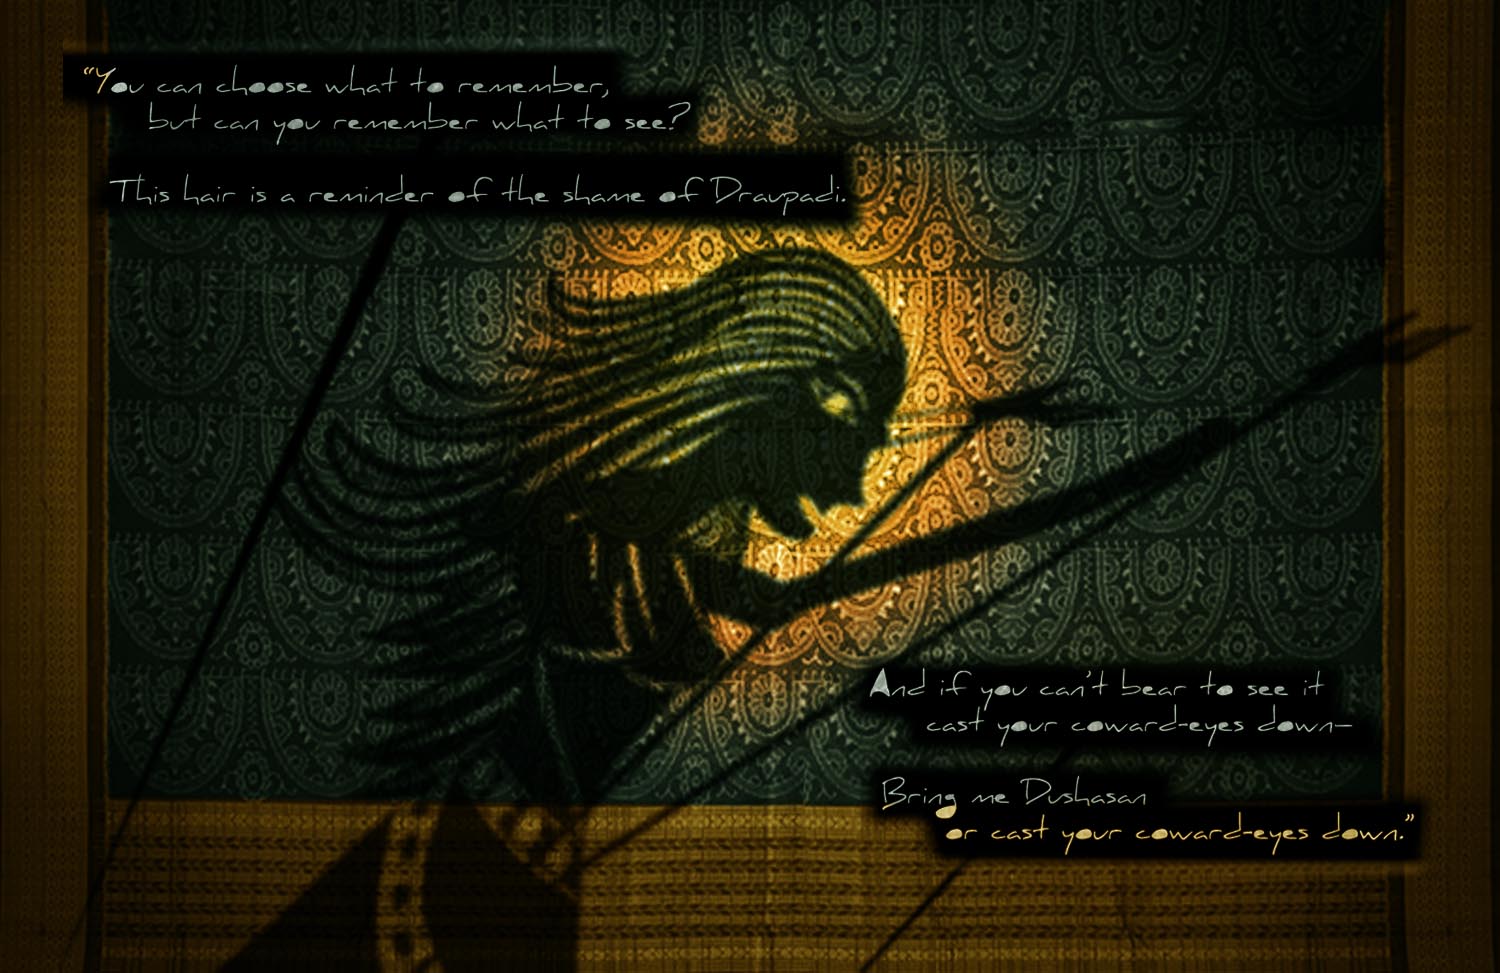 “You can choose what to remember,
but can you remember what to see?
This hair is a reminder of the shame of Draupadi.
And if you can’t bear to see it
cast your coward-eyes down—
Bring me Dushasan
or cast your coward-eyes down.”